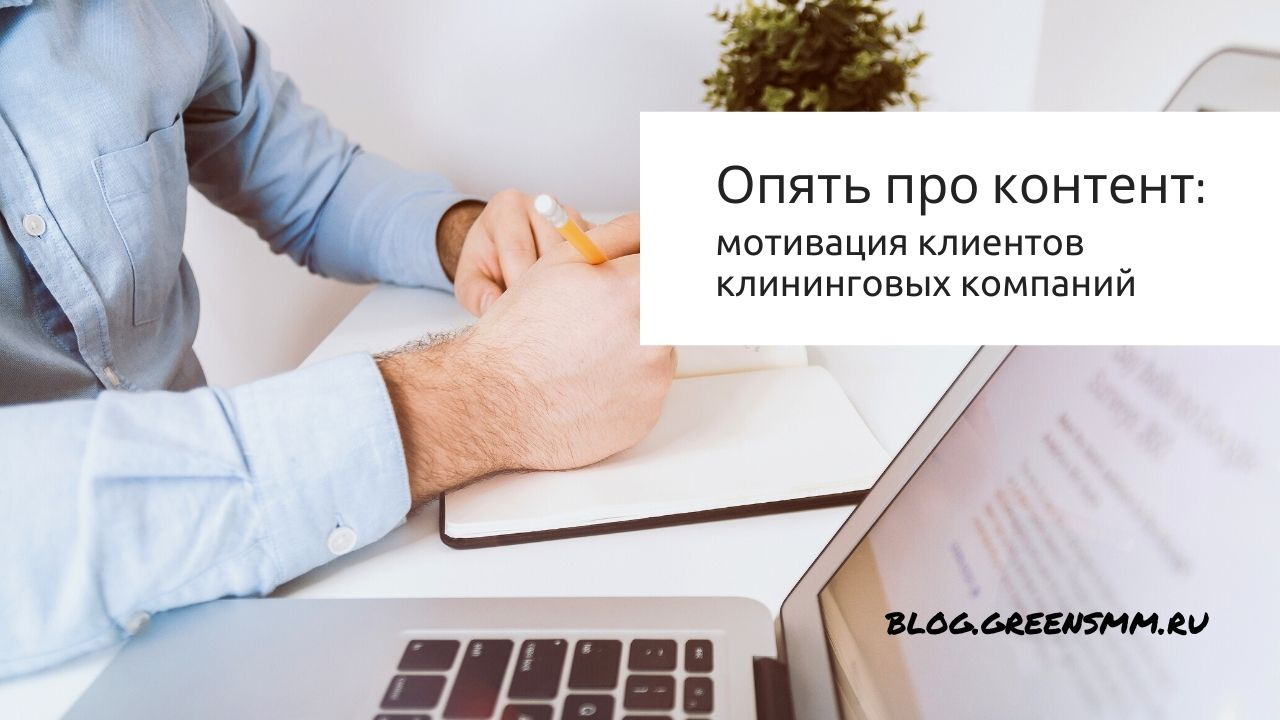 Опять про контент:
мотивация клиентов
клининговых компаний
BLOG.GREENSMM.RU